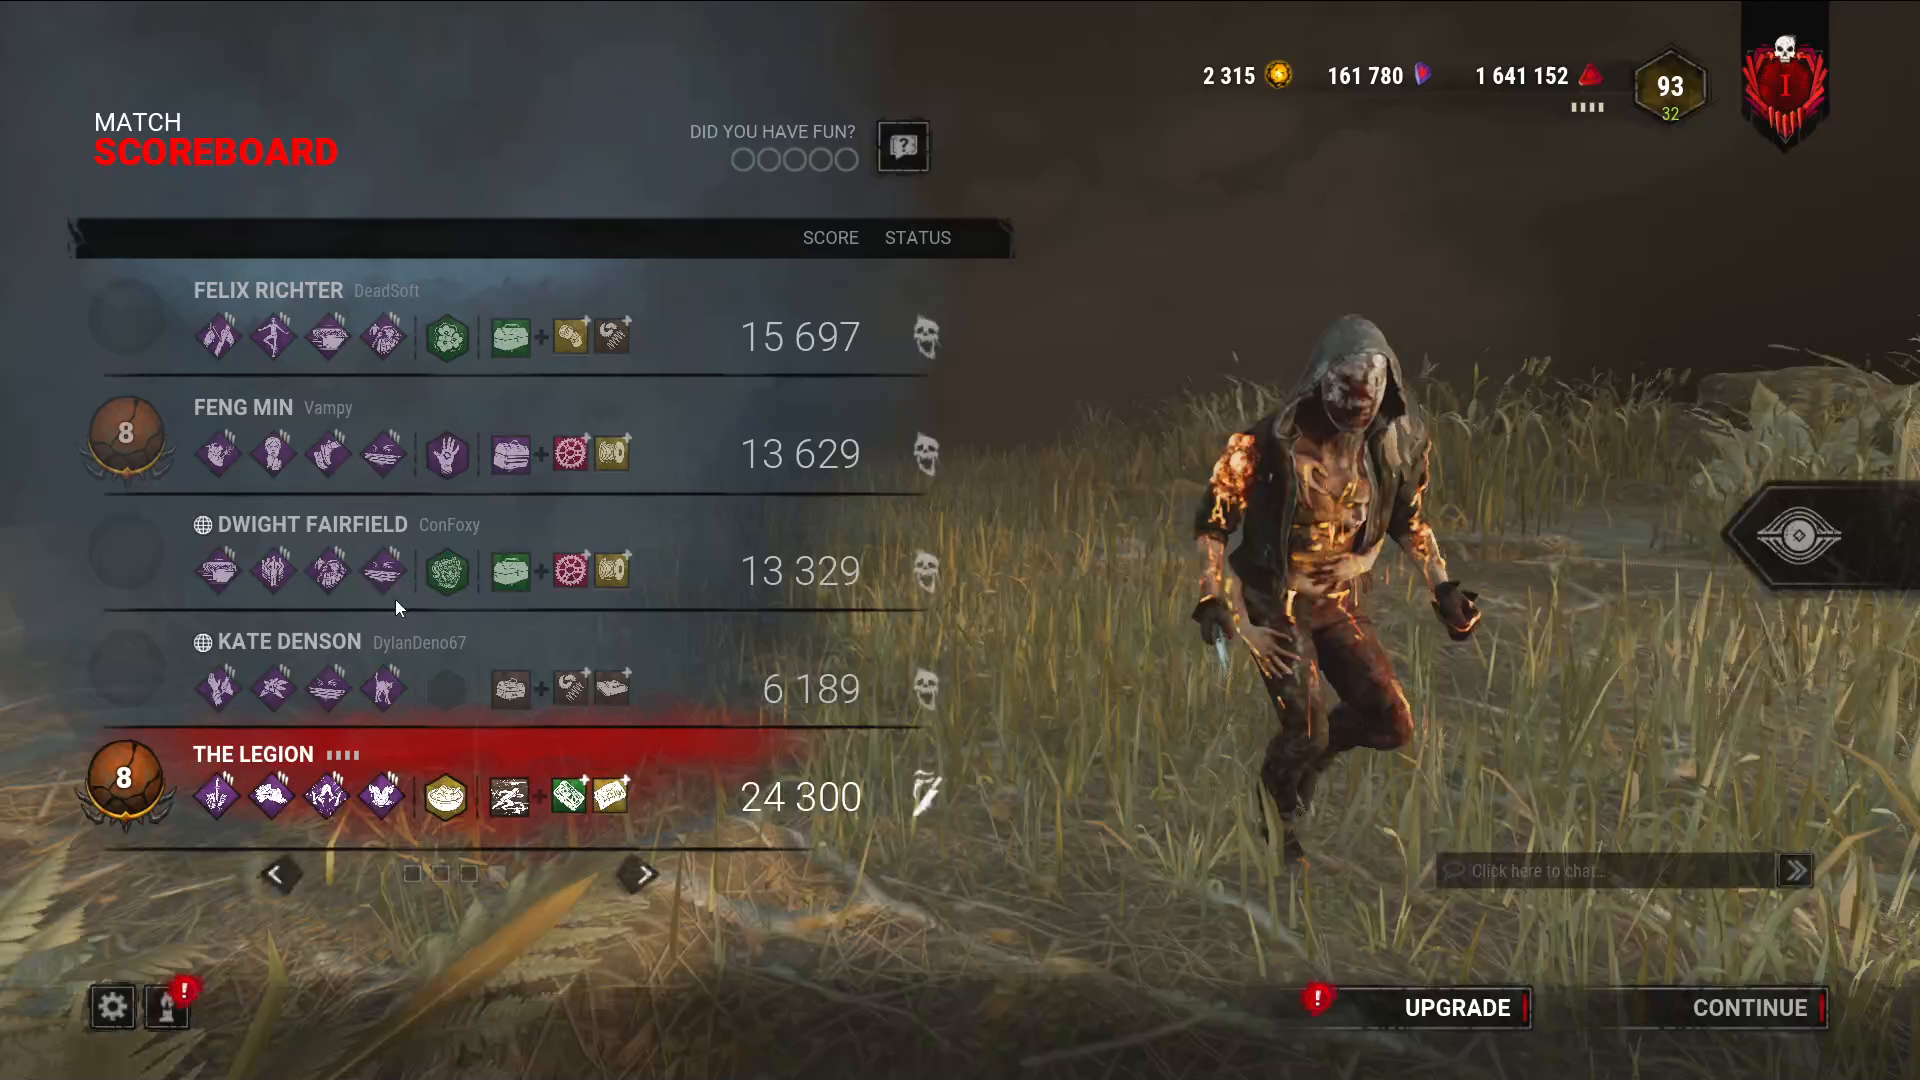 2 315 161 780 1 641 152 93 32 I
MATCH
SCOREBOARD
DID YOU HAVE FUN?
?
SCORE STATUS
FELIX RICHTER DeadSoft
15 697
FENG MIN Vampy
8
13 629
DWIGHT FAIRFIELD ConFoxy
13 329
KATE DENSON DylanDeno67
6 189
THE LEGION
8
24 300
Click here to chat...
!
! UPGRADE
CONTINUE